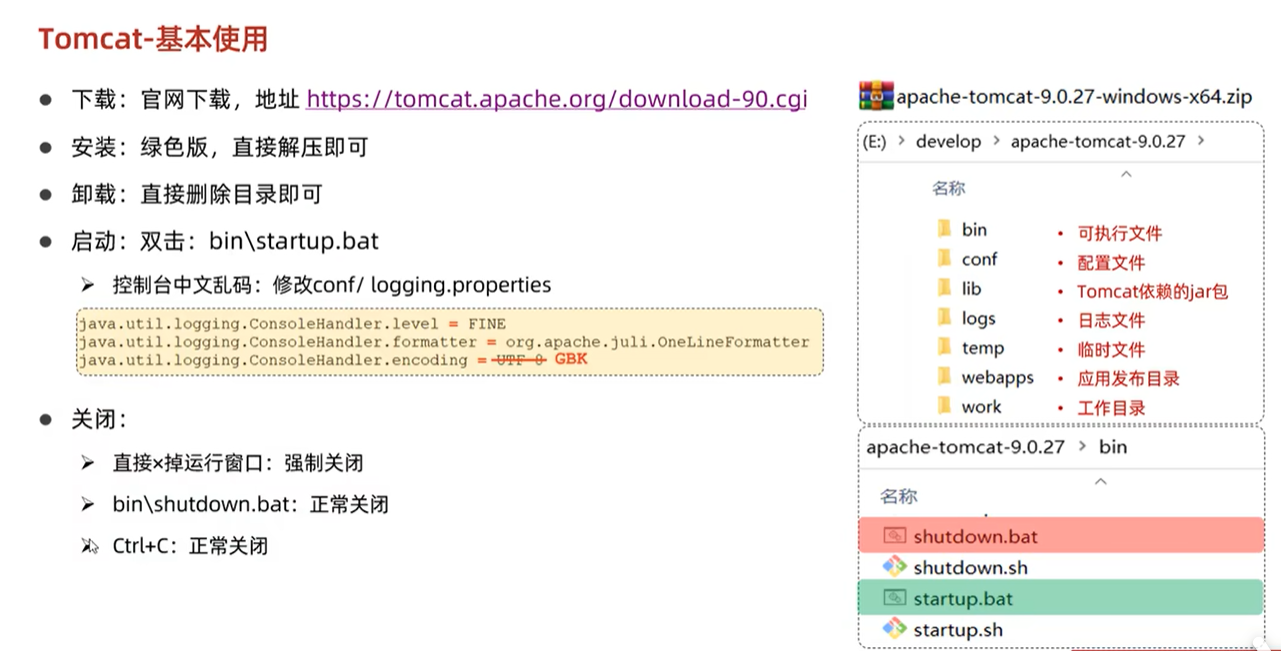 Tomcat-基本使用
● 下载：官网下载，地址 https://tomcat.apache.org/download-90.cgi
● 安装：绿色版，直接解压即可
● 卸载：直接删除目录即可
● 启动：双击：bin\startup.bat
➢ 控制台中文乱码：修改conf/ logging.properties
java.util.logging.ConsoleHandler.level = FINE
java.util.logging.ConsoleHandler.formatter = org.apache.juli.OneLineFormatter
java.util.logging.ConsoleHandler.encoding = UTF-8 GBK
● 关闭：
➢ 直接×掉运行窗口：强制关闭
➢ bin\shutdown.bat：正常关闭
➢ Ctrl+C：正常关闭
apache-tomcat-9.0.27-windows-x64.zip
(E:) > develop > apache-tomcat-9.0.27 >
名称
bin • 可执行文件
conf • 配置文件
lib • Tomcat依赖的jar包
logs • 日志文件
temp • 临时文件
webapps • 应用发布目录
work • 工作目录
apache-tomcat-9.0.27 > bin
名称
shutdown.bat
shutdown.sh
startup.bat
startup.sh